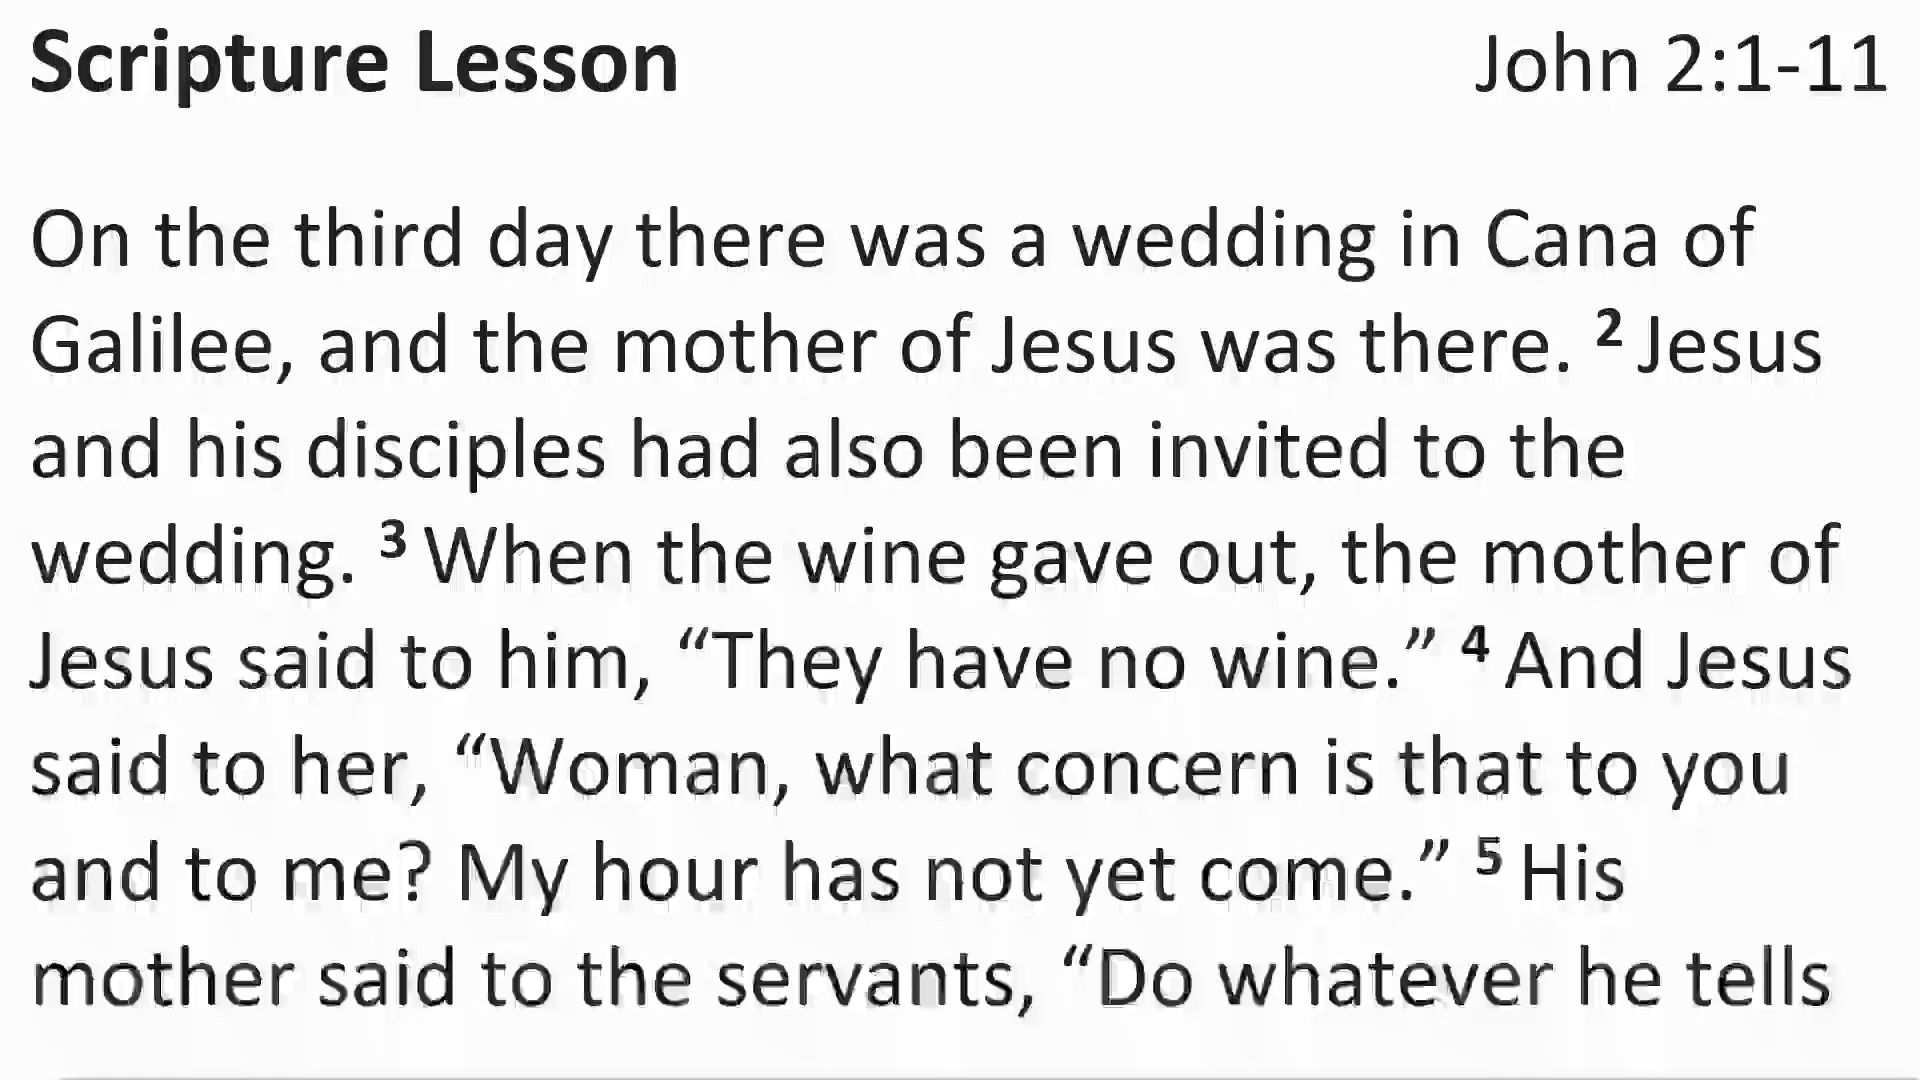 Scripture Lesson John 2:1-11
On the third day there was a wedding in Cana of
Galilee, and the mother of Jesus was there. 2 Jesus
and his disciples had also been invited to the
wedding. 3 When the wine gave out, the mother of
Jesus said to him, “They have no wine.” 4 And Jesus
said to her, “Woman, what concern is that to you
and to me? My hour has not yet come.” 5 His
mother said to the servants, “Do whatever he tells